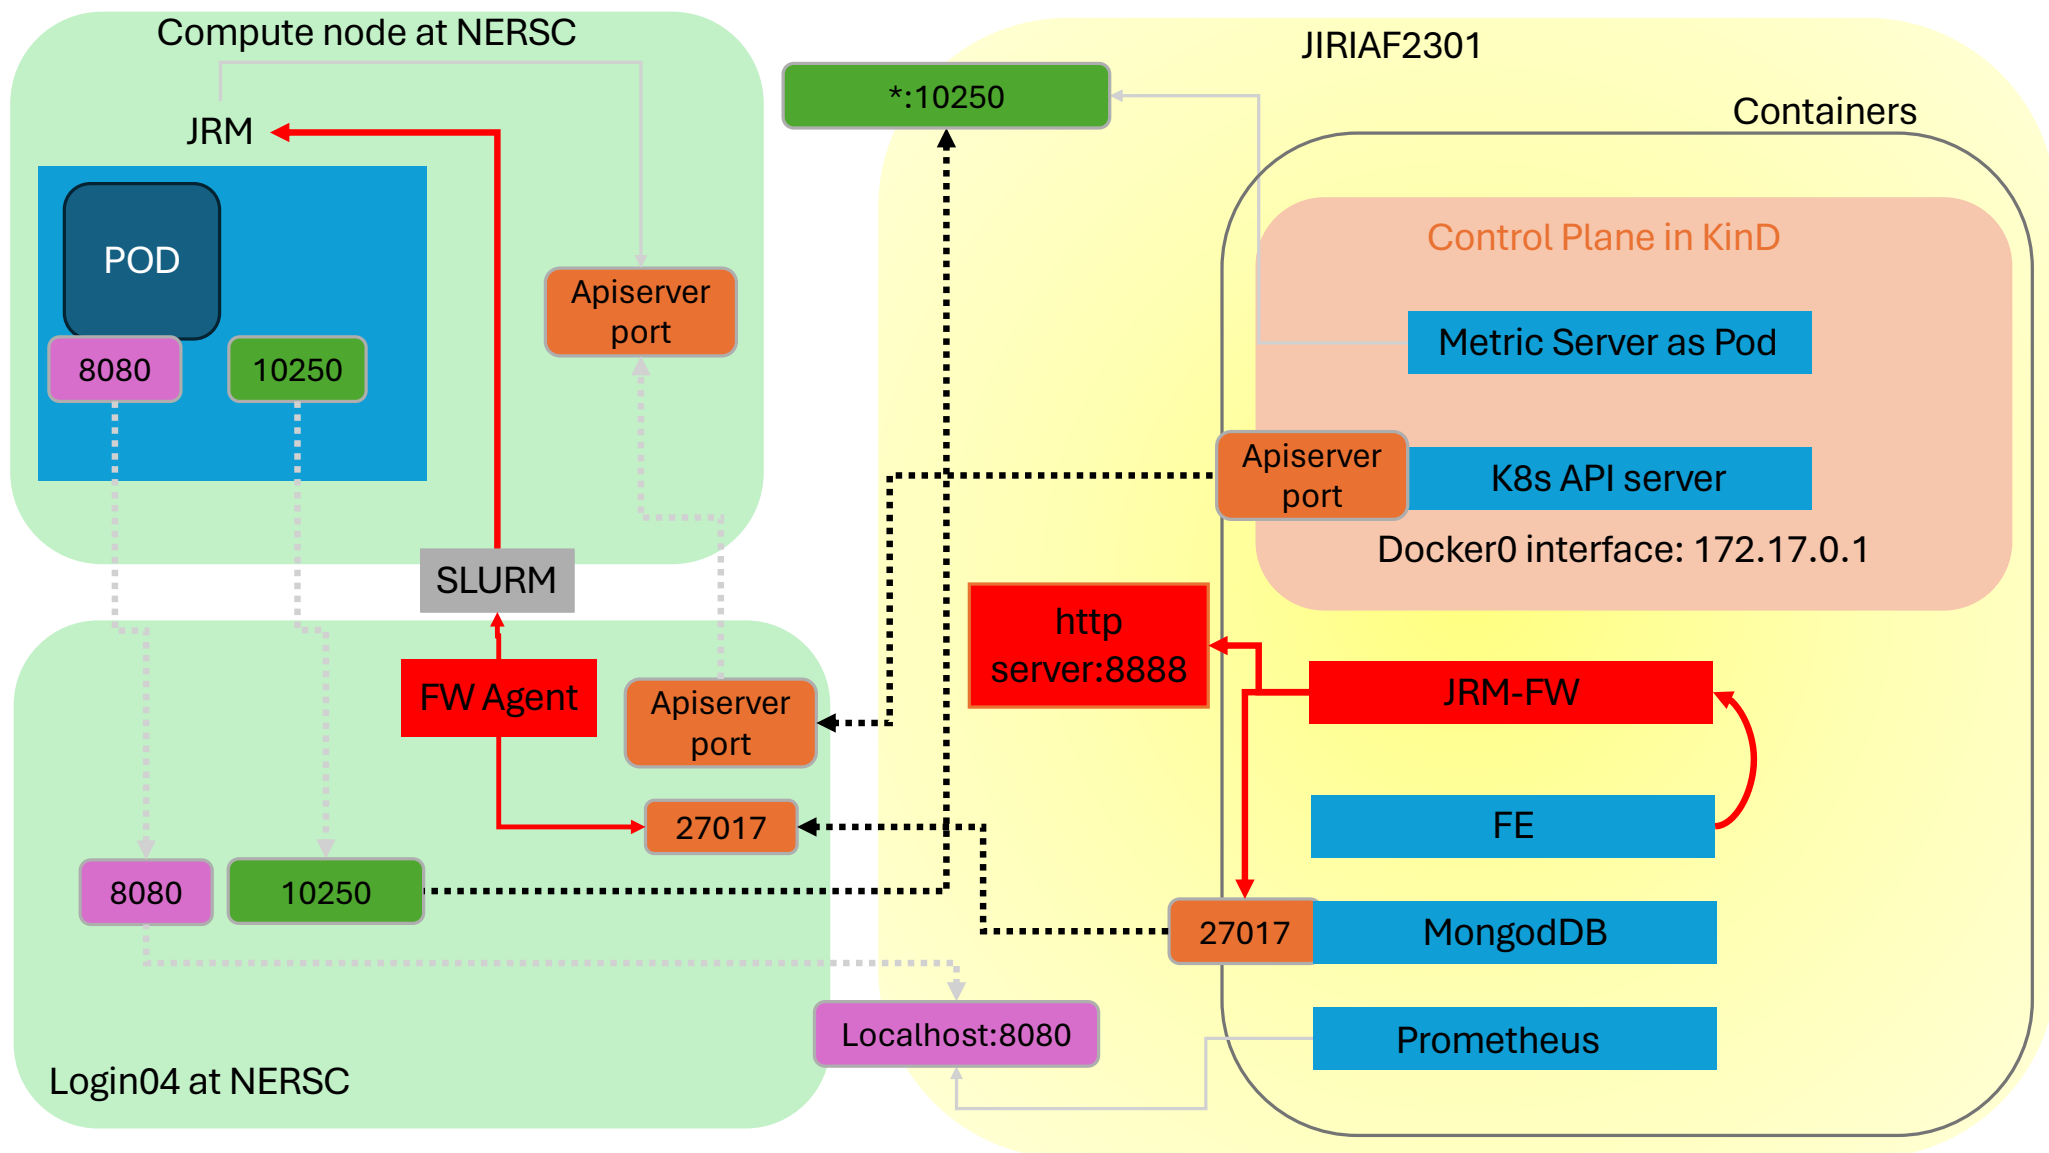 Compute node at NERSC
JRM
POD
8080
10250
Apiserver
port
SLURM
FW Agent
Apiserver
port
27017
8080
10250
Login04 at NERSC
*:10250
JIRIAF2301
Containers
Control Plane in KinD
Metric Server as Pod
Apiserver
port
K8s API server
Docker0 interface: 172.17.0.1
http
server:8888
JRM-FW
FE
27017
MongodDB
Localhost:8080
Prometheus